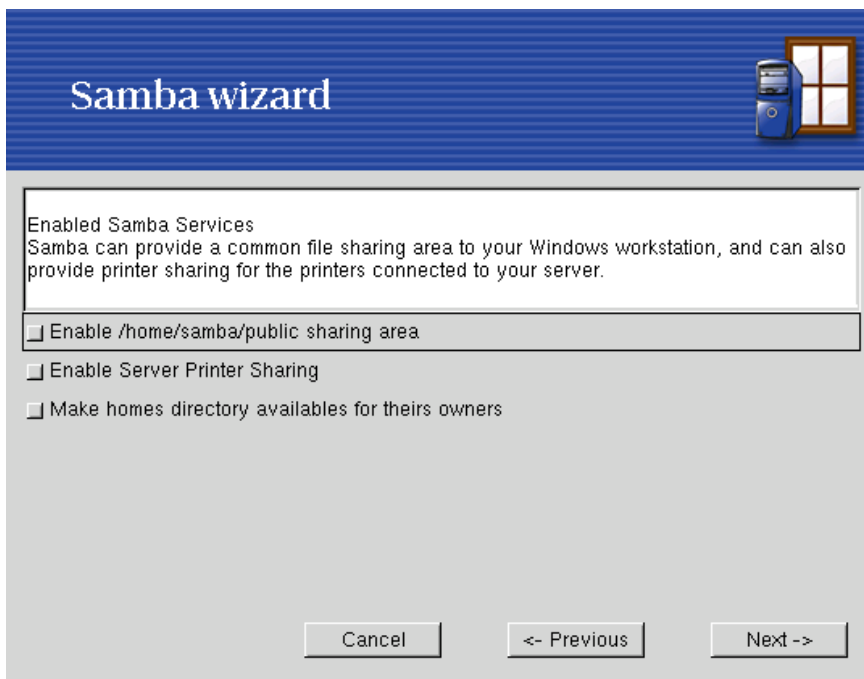 Samba wizard
Enabled Samba Services
Samba can provide a common file sharing area to your Windows workstation, and can also
provide printer sharing for the printers connected to your server.
Enable /home/samba/public sharing area
Enable Server Printer Sharing
Make homes directory availables for theirs owners
Cancel
<- Previous
Next ->